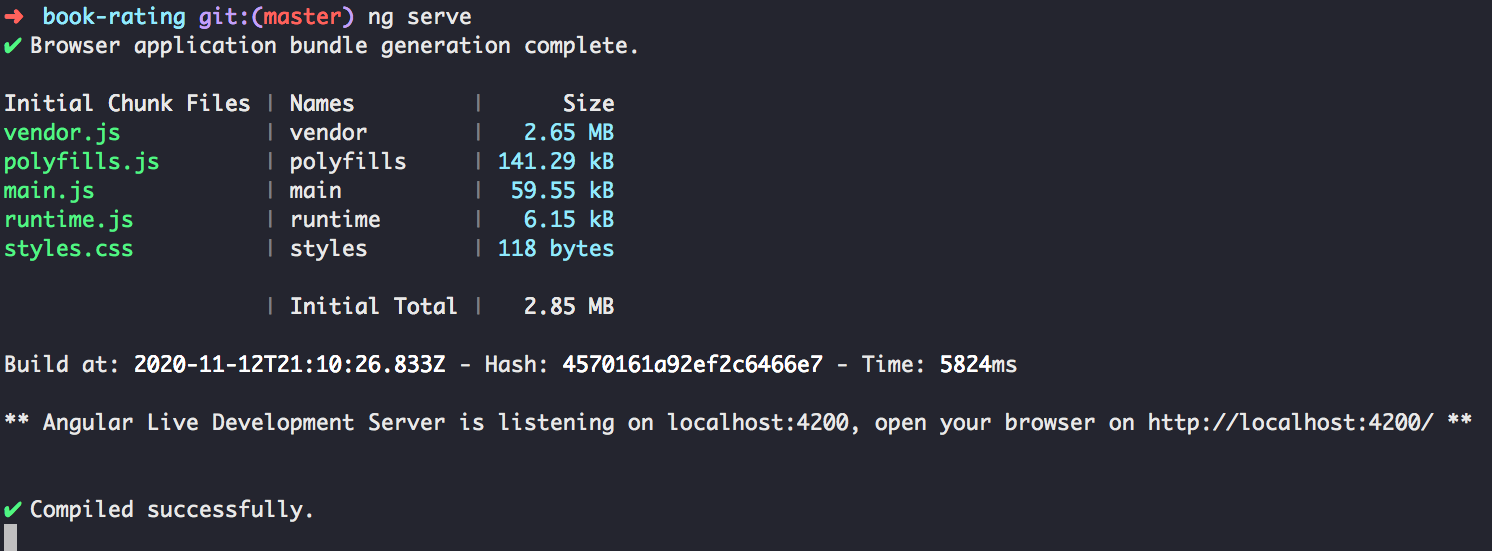 ➜ book-rating git:(master) ng serve
✔ Browser application bundle generation complete.
Initial Chunk Files | Names | Size
vendor.js | vendor | 2.65 MB
polyfills.js | polyfills | 141.29 kB
main.js | main | 59.55 kB
runtime.js | runtime | 6.15 kB
styles.css | styles | 118 bytes
| Initial Total | 2.85 MB
Build at: 2020-11-12T21:10:26.833Z - Hash: 4570161a92ef2c6466e7 - Time: 5824ms
** Angular Live Development Server is listening on localhost:4200, open your browser on http://localhost:4200/ **
✔ Compiled successfully.